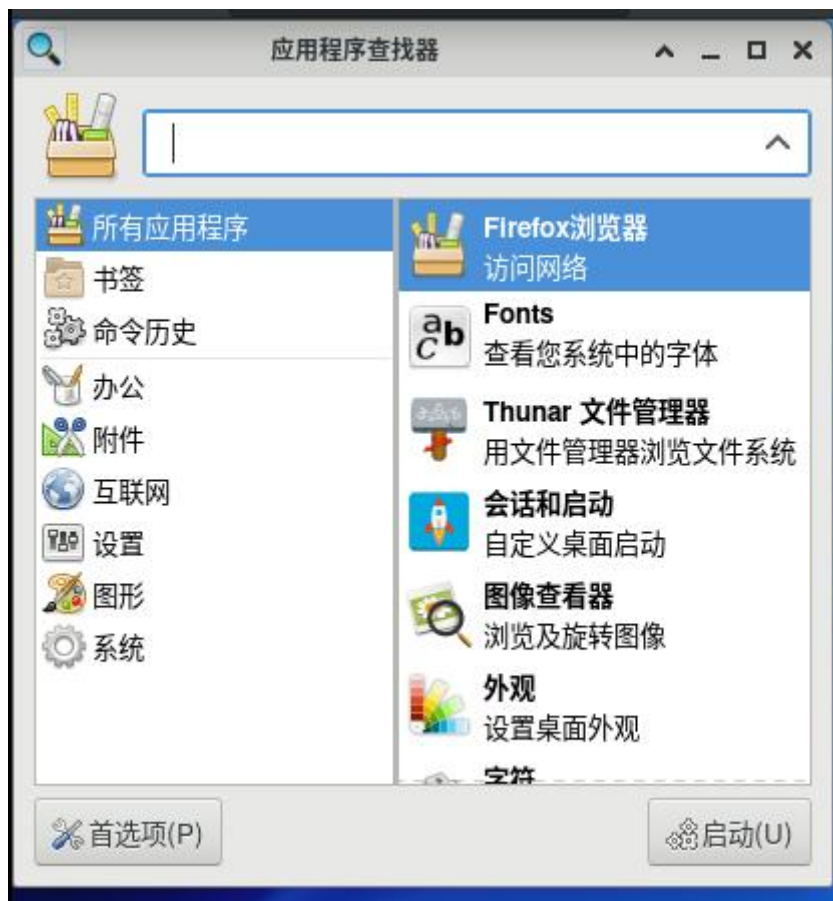 应用程序查找器
所有应用程序
书签
命令历史
办公
附件
互联网
设置
图形
系统
Firefox浏览器
访问网络
Fonts
查看您系统中的字体
Thunar 文件管理器
用文件管理器浏览文件系统
会话和启动
自定义桌面启动
图像查看器
浏览及旋转图像
外观
设置桌面外观
字符
首选项(P)
启动(U)